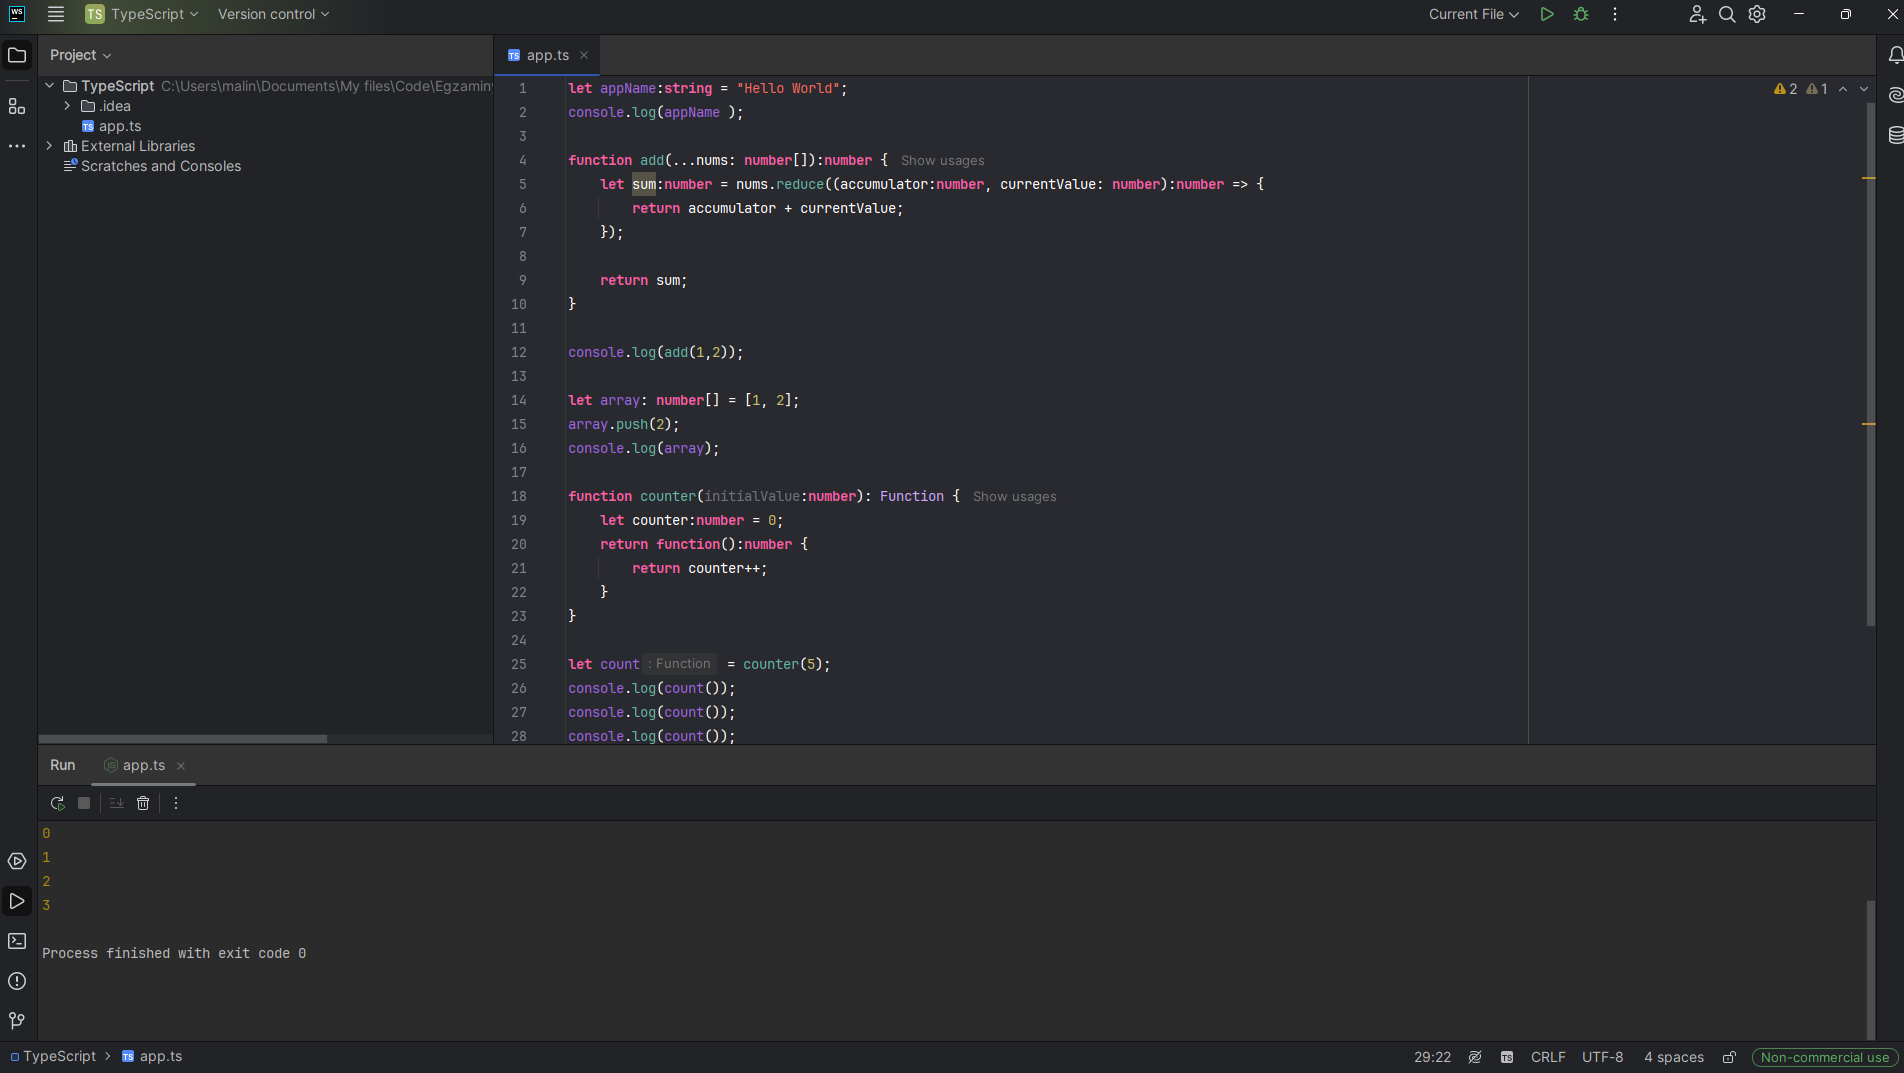 WS TS TypeScript Version control Current File
Project
TS app.ts
TypeScript C:\Users\malin\Documents\My files\Code\Egzaminy
.idea
TS app.ts
External Libraries
Scratches and Consoles
2 1
1 let appName:string = "Hello World";
2 console.log(appName );
3
4 function add(...nums: number[]):number { Show usages
5 let sum:number = nums.reduce((accumulator:number, currentValue: number):number => {
6 return accumulator + currentValue;
7 });
8
9 return sum;
10 }
11
12 console.log(add(1,2));
13
14 let array: number[] = [1, 2];
15 array.push(2);
16 console.log(array);
17
18 function counter(initialValue:number): Function { Show usages
19 let counter:number = 0;
20 return function():number {
21 return counter++;
22 }
23 }
24
25 let count : Function = counter(5);
26 console.log(count());
27 console.log(count());
28 console.log(count());
Run JS app.ts
0
1
2
3
Process finished with exit code 0
TypeScript > TS app.ts 29:22 TS CRLF UTF-8 4 spaces Non-commercial use